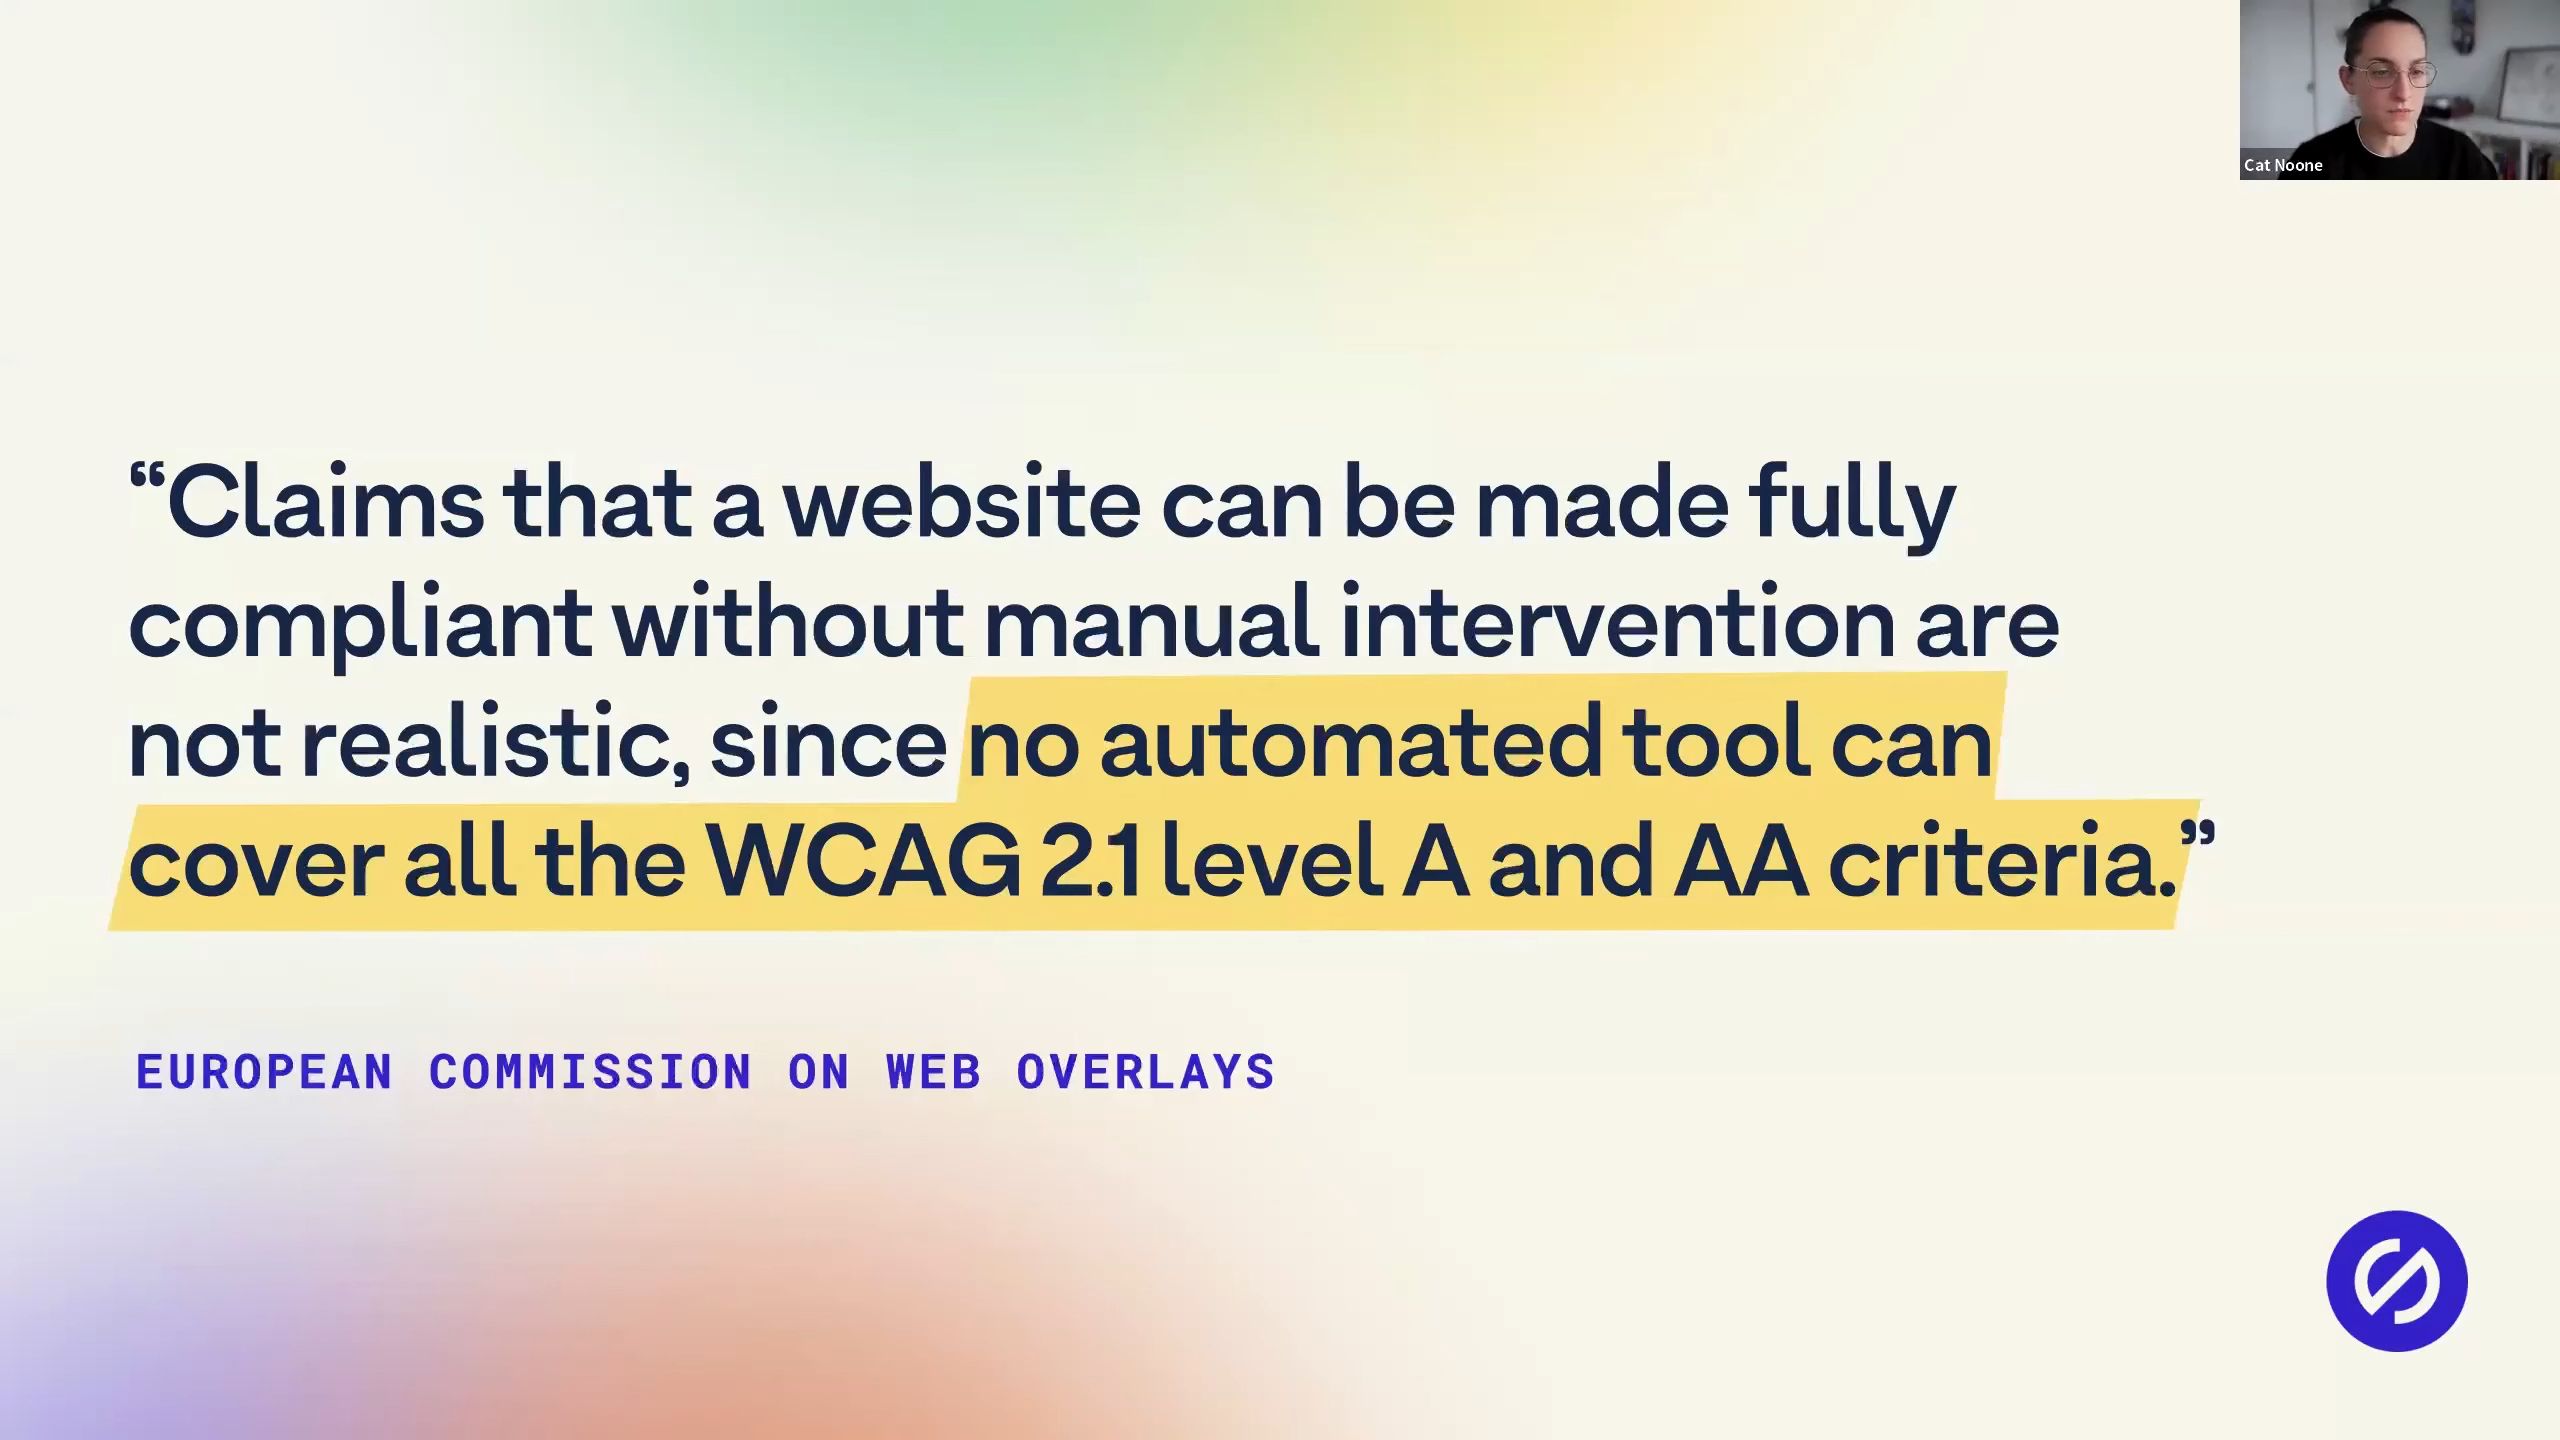 Cat Noone
“Claims that a website can be made fully
compliant without manual intervention are
not realistic, since no automated tool can
cover all the WCAG 2.1 level A and AA criteria.”
EUROPEAN COMMISSION ON WEB OVERLAYS